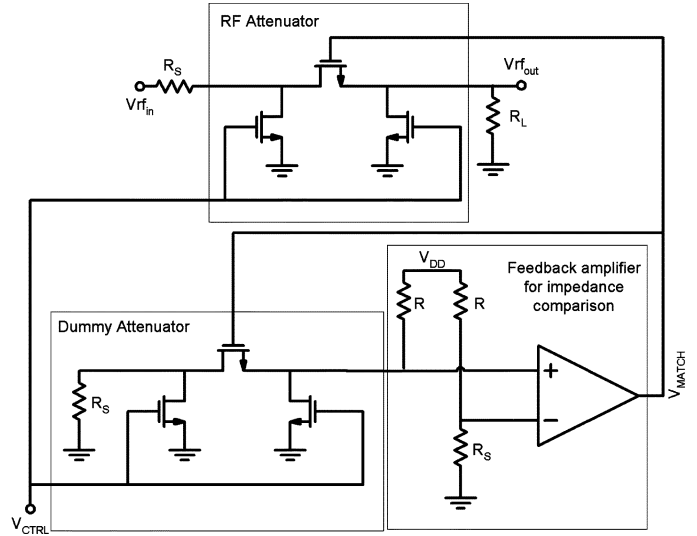 RF Attenuator
R_S
Vrf_in
Vrf_out
R_L
V_DD
Feedback amplifier
for impedance
comparison
R
R
Dummy Attenuator
R_S
+
−
V_MATCH
R_S
V_CTRL